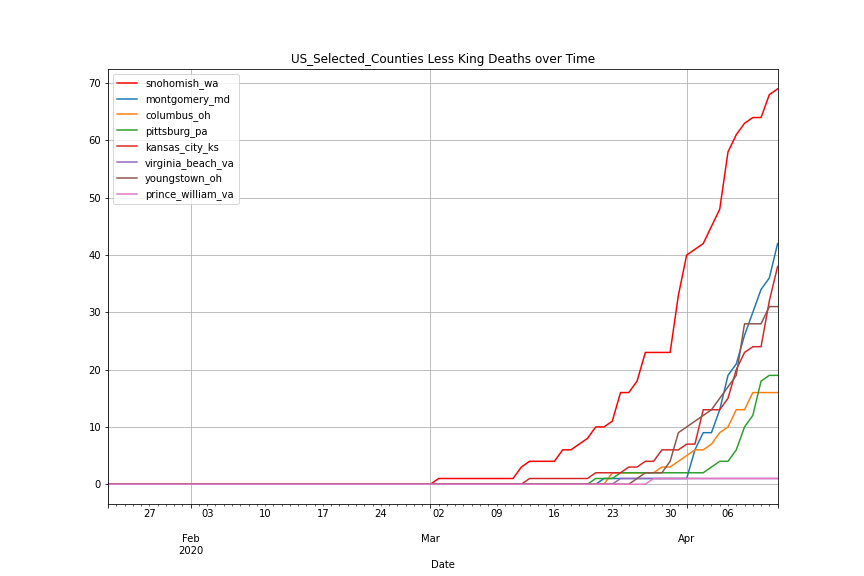 US_Selected_Counties Less King Deaths over Time
70
60
50
40
30
20
10
0
snohomish_wa
montgomery_md
columbus_oh
pittsburg_pa
kansas_city_ks
virginia_beach_va
youngstown_oh
prince_william_va
27 03 10 17 24 02 09 16 23 30 06
Feb Mar Apr
2020
Date